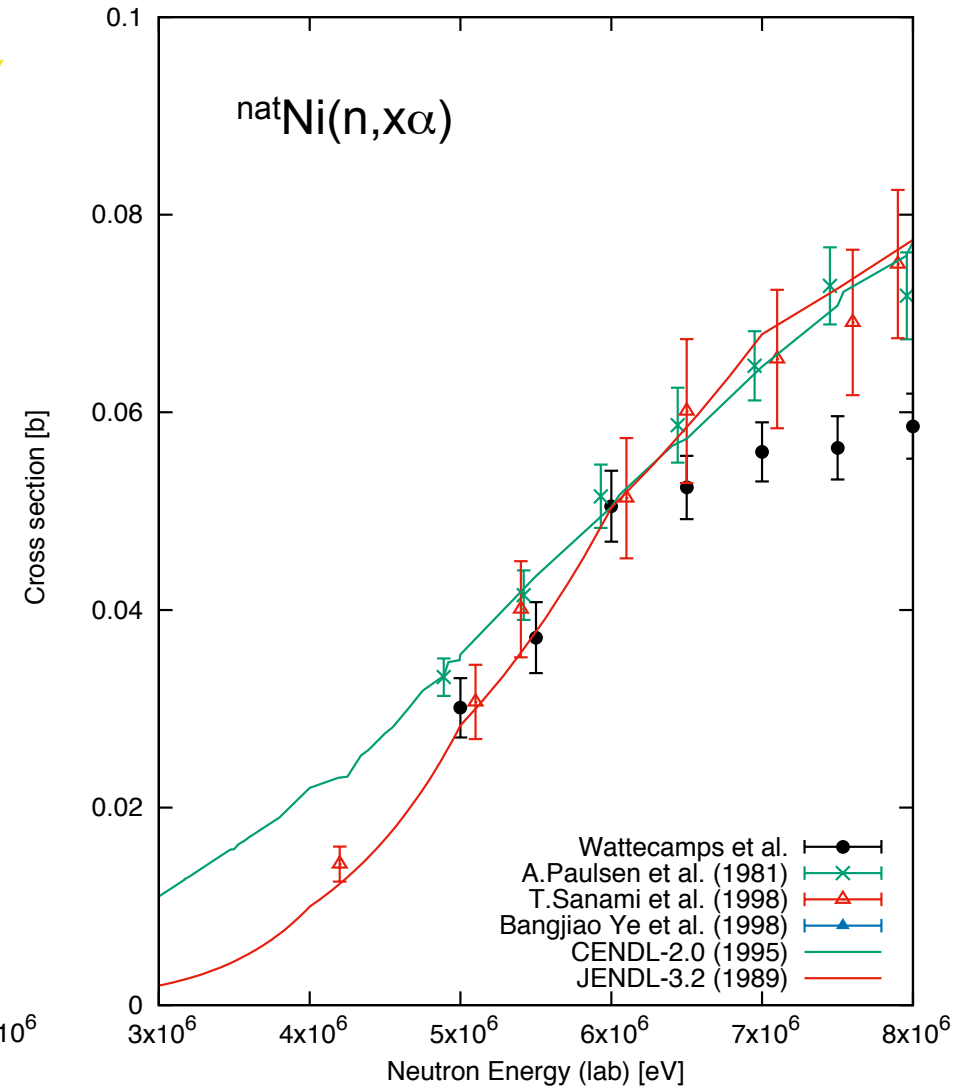 0.1
natNi(n,xα)
0.08
0.06
Cross section [b]
0.04
0.02
Wattecamps et al.
A.Paulsen et al. (1981)
T.Sanami et al. (1998)
Bangjiao Ye et al. (1998)
CENDL-2.0 (1995)
JENDL-3.2 (1989)
0
x10⁶ 3x10⁶ 4x10⁶ 5x10⁶ 6x10⁶ 7x10⁶ 8x10⁶
Neutron Energy (lab) [eV]